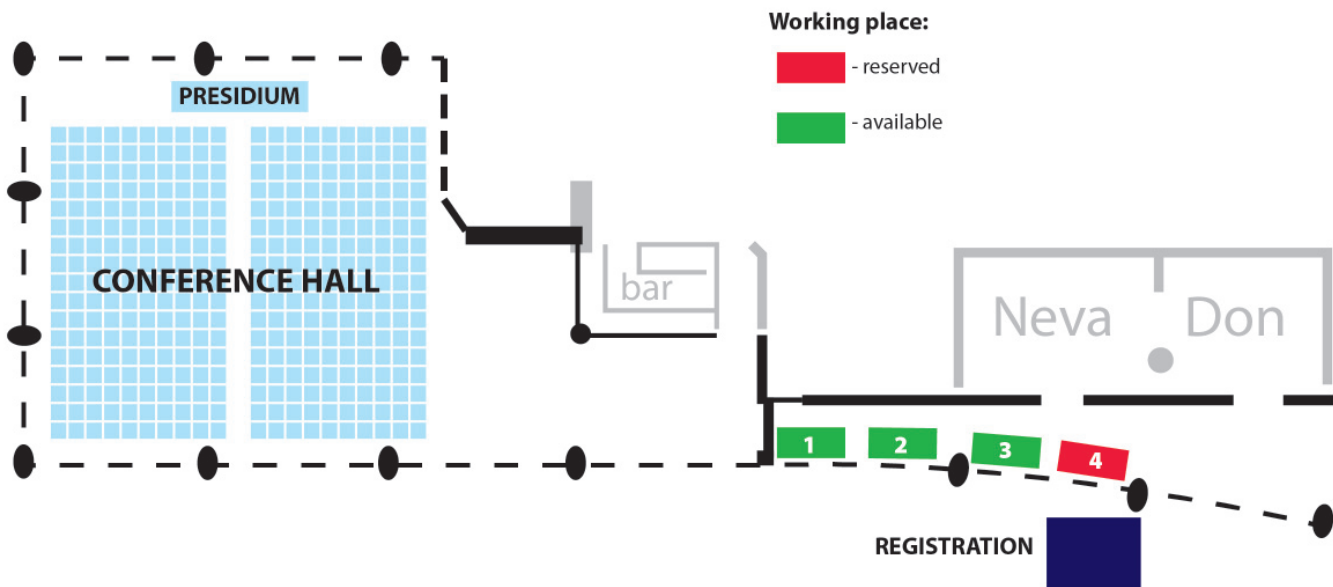 Working place:
- reserved
- available
PRESIDIUM
CONFERENCE HALL
bar
Neva
Don
1
2
3
4
REGISTRATION